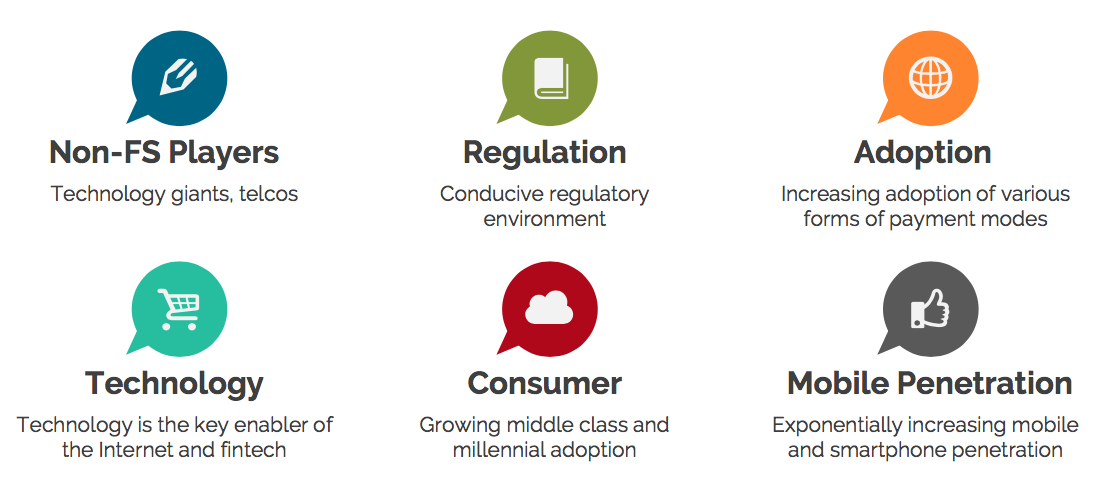 Non-FS Players
Technology giants, telcos
Regulation
Conducive regulatory
environment
Adoption
Increasing adoption of various
forms of payment modes
Technology
Technology is the key enabler of
the Internet and fintech
Consumer
Growing middle class and
millennial adoption
Mobile Penetration
Exponentially increasing mobile
and smartphone penetration